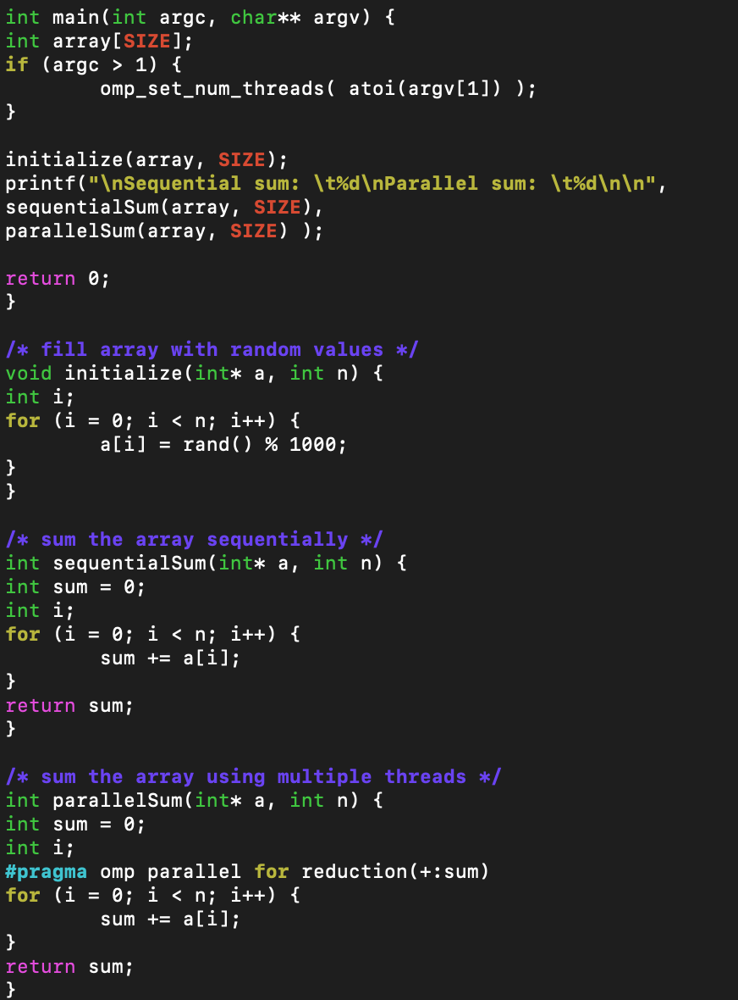 int main(int argc, char** argv) {
int array[SIZE];
if (argc > 1) {
        omp_set_num_threads( atoi(argv[1]) );
}

initialize(array, SIZE);
printf("\nSequential sum: \t%d\nParallel sum: \t%d\n\n",
sequentialSum(array, SIZE),
parallelSum(array, SIZE) );

return 0;
}

/* fill array with random values */
void initialize(int* a, int n) {
int i;
for (i = 0; i < n; i++) {
        a[i] = rand() % 1000;
}
}

/* sum the array sequentially */
int sequentialSum(int* a, int n) {
int sum = 0;
int i;
for (i = 0; i < n; i++) {
        sum += a[i];
}
return sum;
}

/* sum the array using multiple threads */
int parallelSum(int* a, int n) {
int sum = 0;
int i;
#pragma omp parallel for reduction(+:sum)
for (i = 0; i < n; i++) {
        sum += a[i];
}
return sum;
}